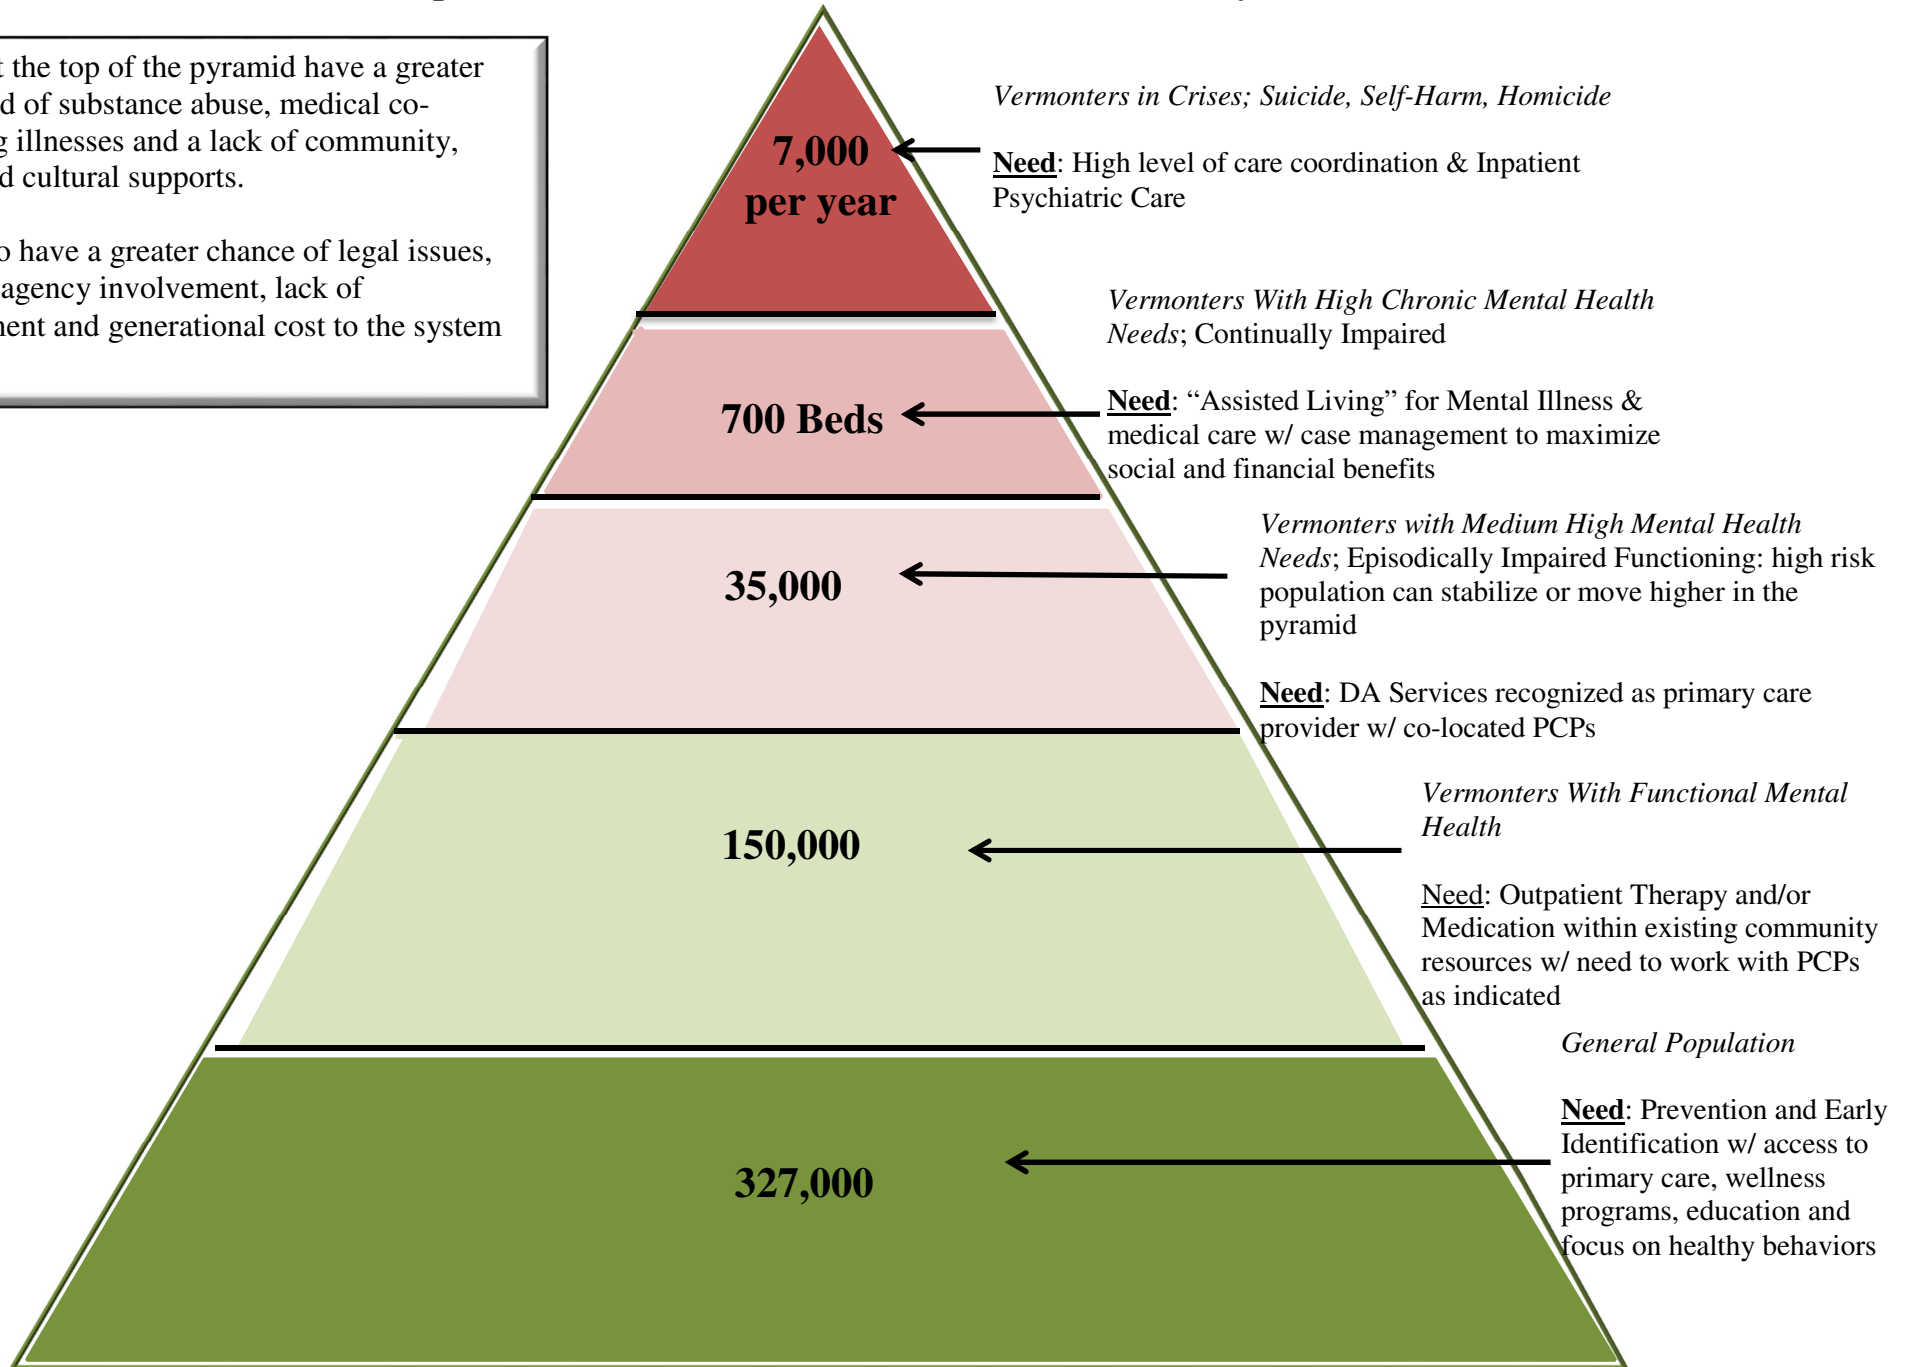 t the top of the pyramid have a greater
d of substance abuse, medical co-
g illnesses and a lack of community,
d cultural supports.
o have a greater chance of legal issues,
agency involvement, lack of
ent and generational cost to the system
7,000
per year
Vermonters in Crises; Suicide, Self-Harm, Homicide
Need: High level of care coordination & Inpatient
Psychiatric Care
700 Beds
Vermonters With High Chronic Mental Health
Needs; Continually Impaired
Need: “Assisted Living” for Mental Illness &
medical care w/ case management to maximize
social and financial benefits
35,000
Vermonters with Medium High Mental Health
Needs; Episodically Impaired Functioning: high risk
population can stabilize or move higher in the
pyramid
Need: DA Services recognized as primary care
provider w/ co-located PCPs
150,000
Vermonters With Functional Mental
Health
Need: Outpatient Therapy and/or
Medication within existing community
resources w/ need to work with PCPs
as indicated
327,000
General Population
Need: Prevention and Early
Identification w/ access to
primary care, wellness
programs, education and
focus on healthy behaviors